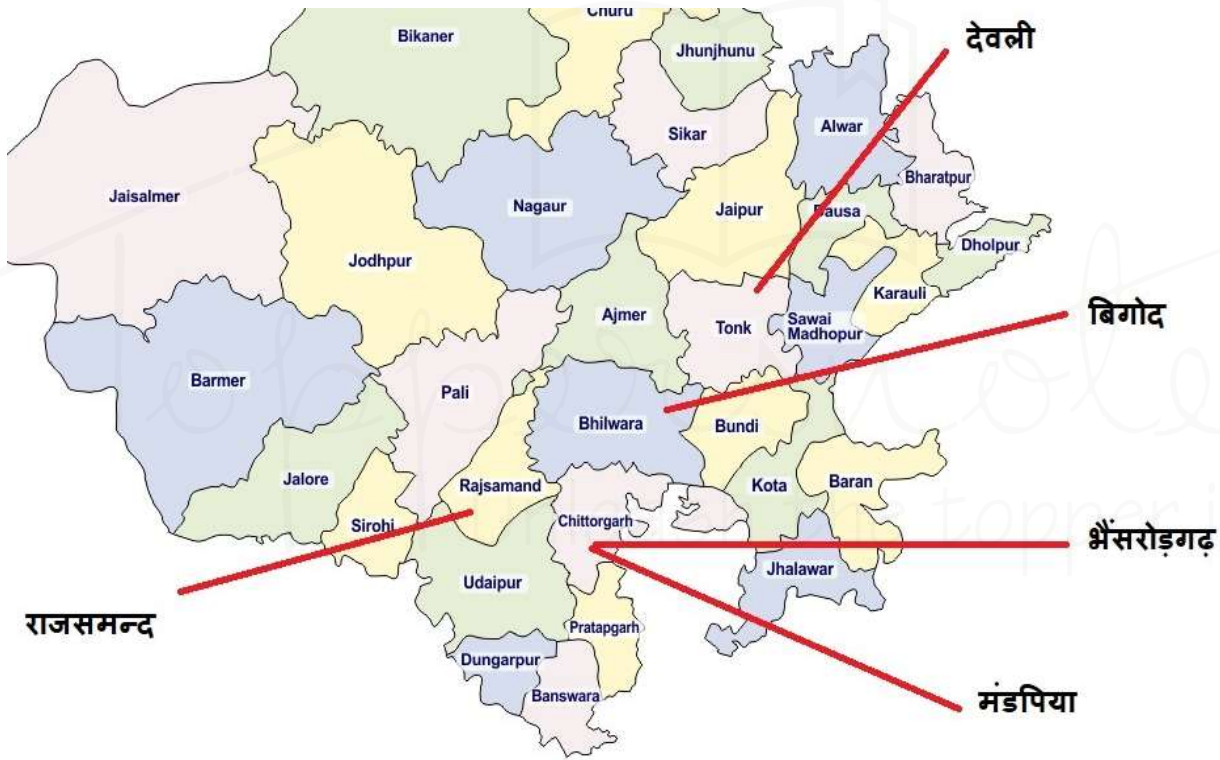 Churu
देवली
Bikaner
Jhunjhunu
Sikar
Alwar
Bharatpur
Jaisalmer
Nagaur
Jaipur
Dausa
Dholpur
Jodhpur
Karauli
Ajmer
Tonk
Sawai
Madhopur
बिगोद
Barmer
Pali
Bhilwara
Bundi
Jalore
Rajsamand
Kota
Baran
Sirohi
Chittorgarh
भैंसरोड़गढ़
Udaipur
Jhalawar
राजसमन्द
Pratapgarh
Dungarpur
Banswara
मंडपिया